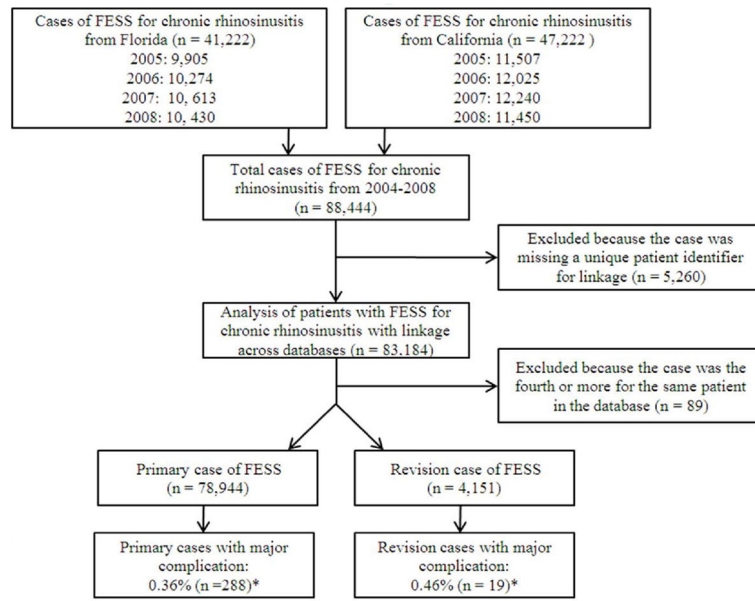 Cases of FESS for chronic rhinosinusitis
from Florida (n = 41,222)
2005: 9,905
2006: 10,274
2007: 10, 613
2008: 10, 430
Cases of FESS for chronic rhinosinusitis
from California (n = 47,222 )
2005: 11,507
2006: 12,025
2007: 12,240
2008: 11,450
Total cases of FESS for chronic
rhinosinusitis from 2004-2008
(n = 88,444)
Excluded because the case was
missing a unique patient identifier
for linkage (n = 5,260)
Analysis of patients with FESS for
chronic rhinosinusitis with linkage
across databases (n = 83.184)
Excluded because the case was the
fourth or more for the same patient
in the database (n = 89)
Primary case of FESS
(n = 78,944)
Revision case of FESS
(n = 4,151)
Primary cases with major
complication:
0.36% (n =288)*
Revision cases with major
complication:
0.46% (n = 19)*